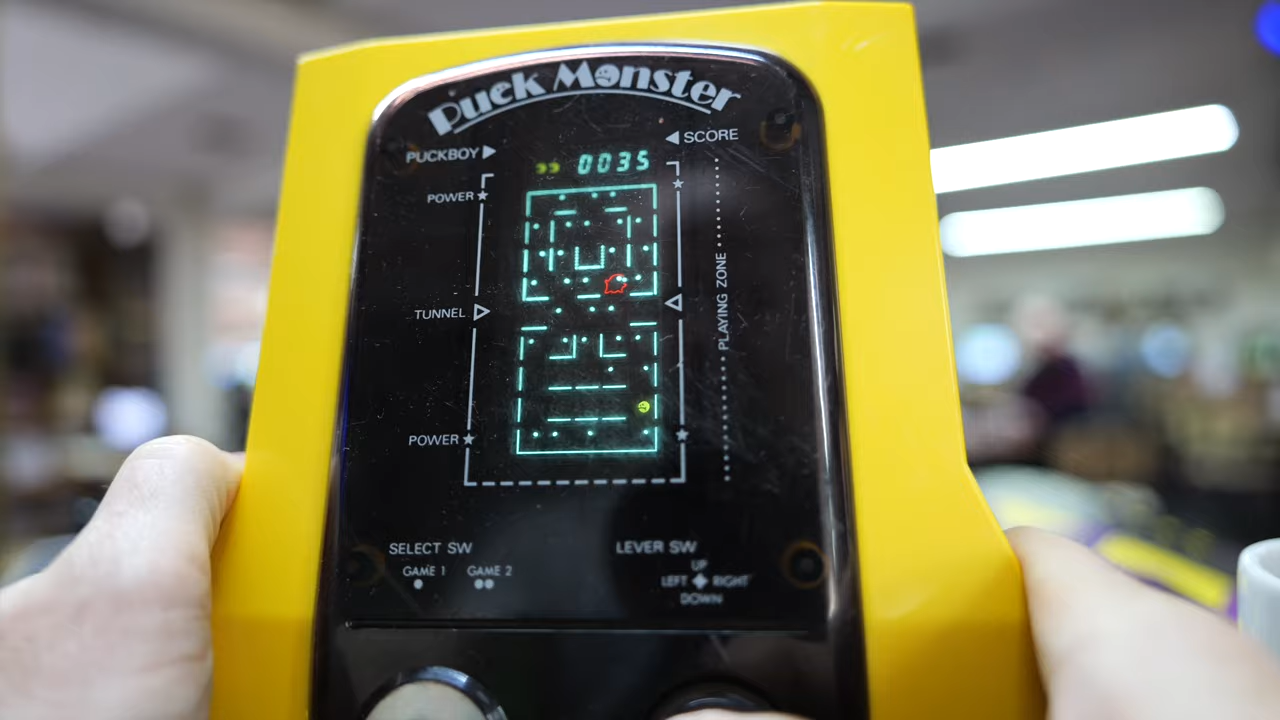 Puck Monster
PUCKBOY
SCORE
0035
POWER
TUNNEL
PLAYING ZONE
POWER
SELECT SW
LEVER SW
GAME 1
GAME 2
UP
LEFT
RIGHT
DOWN